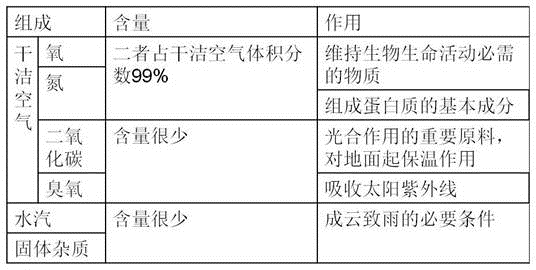 组成 含量 作用
干洁空气 氧 二者占干洁空气体积分数99% 维持生物生命活动必需的物质
氮 组成蛋白质的基本成分
二氧化碳 含量很少 光合作用的重要原料，对地面起保温作用
臭氧 吸收太阳紫外线
水汽 含量很少 成云致雨的必要条件
固体杂质